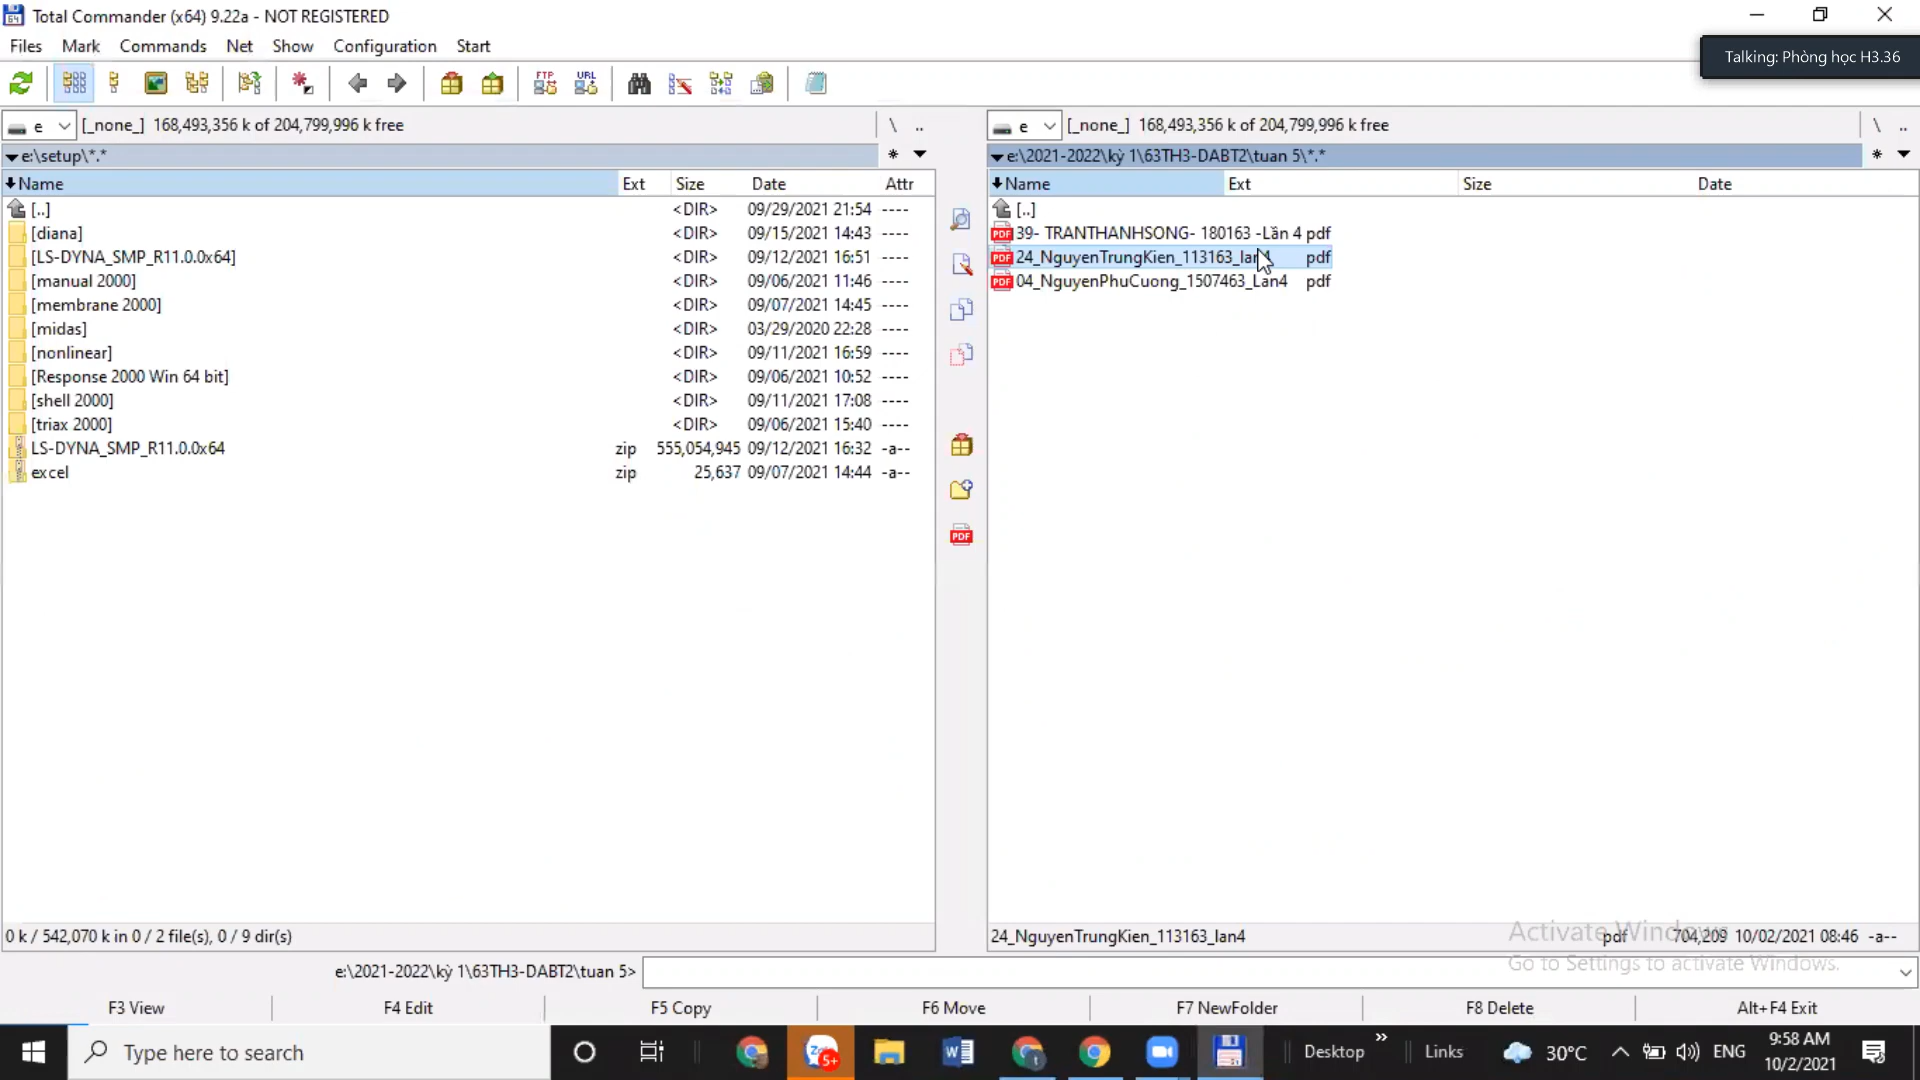 Total Commander (x64) 9.22a - NOT REGISTERED
Files Mark Commands Net Show Configuration Start
Talking: Phòng học H3.36
FTP URL
e [_none_] 168,493,356 k of 204,799,996 k free \ ..
e [_none_] 168,493,356 k of 204,799,996 k free \ ..
e:\setup\*.* *
e:\2021-2022\kỳ 1\63TH3-DABT2\tuan 5\*.* *
Name Ext Size Date Attr
[..] <DIR> 09/29/2021 21:54 ----
[diana] <DIR> 09/15/2021 14:43 ----
[LS-DYNA_SMP_R11.0.0x64] <DIR> 09/12/2021 16:51 ----
[manual 2000] <DIR> 09/06/2021 11:46 ----
[membrane 2000] <DIR> 09/07/2021 14:45 ----
[midas] <DIR> 03/29/2020 22:28 ----
[nonlinear] <DIR> 09/11/2021 16:59 ----
[Response 2000 Win 64 bit] <DIR> 09/06/2021 10:52 ----
[shell 2000] <DIR> 09/11/2021 17:08 ----
[triax 2000] <DIR> 09/06/2021 15:40 ----
LS-DYNA_SMP_R11.0.0x64 zip 555,054,945 09/12/2021 16:32 -a--
excel zip 25,637 09/07/2021 14:44 -a--
PDF
Name Ext Size Date
[..]
PDF 39- TRANTHANHSONG- 180163 -Lần 4 pdf
PDF 24_NguyenTrungKien_113163_lan4 pdf
PDF 04_NguyenPhuCuong_1507463_Lan4 pdf
0 k / 542,070 k in 0 / 2 file(s), 0 / 9 dir(s)
24_NguyenTrungKien_113163_lan4 pdf 704,209 10/02/2021 08:46 -a--
Activate Windows
Go to Settings to activate Windows.
e:\2021-2022\kỳ 1\63TH3-DABT2\tuan 5>
F3 View F4 Edit F5 Copy F6 Move F7 NewFolder F8 Delete Alt+F4 Exit
Type here to search
5+
Desktop » Links 30°C ENG
9:58 AM
10/2/2021